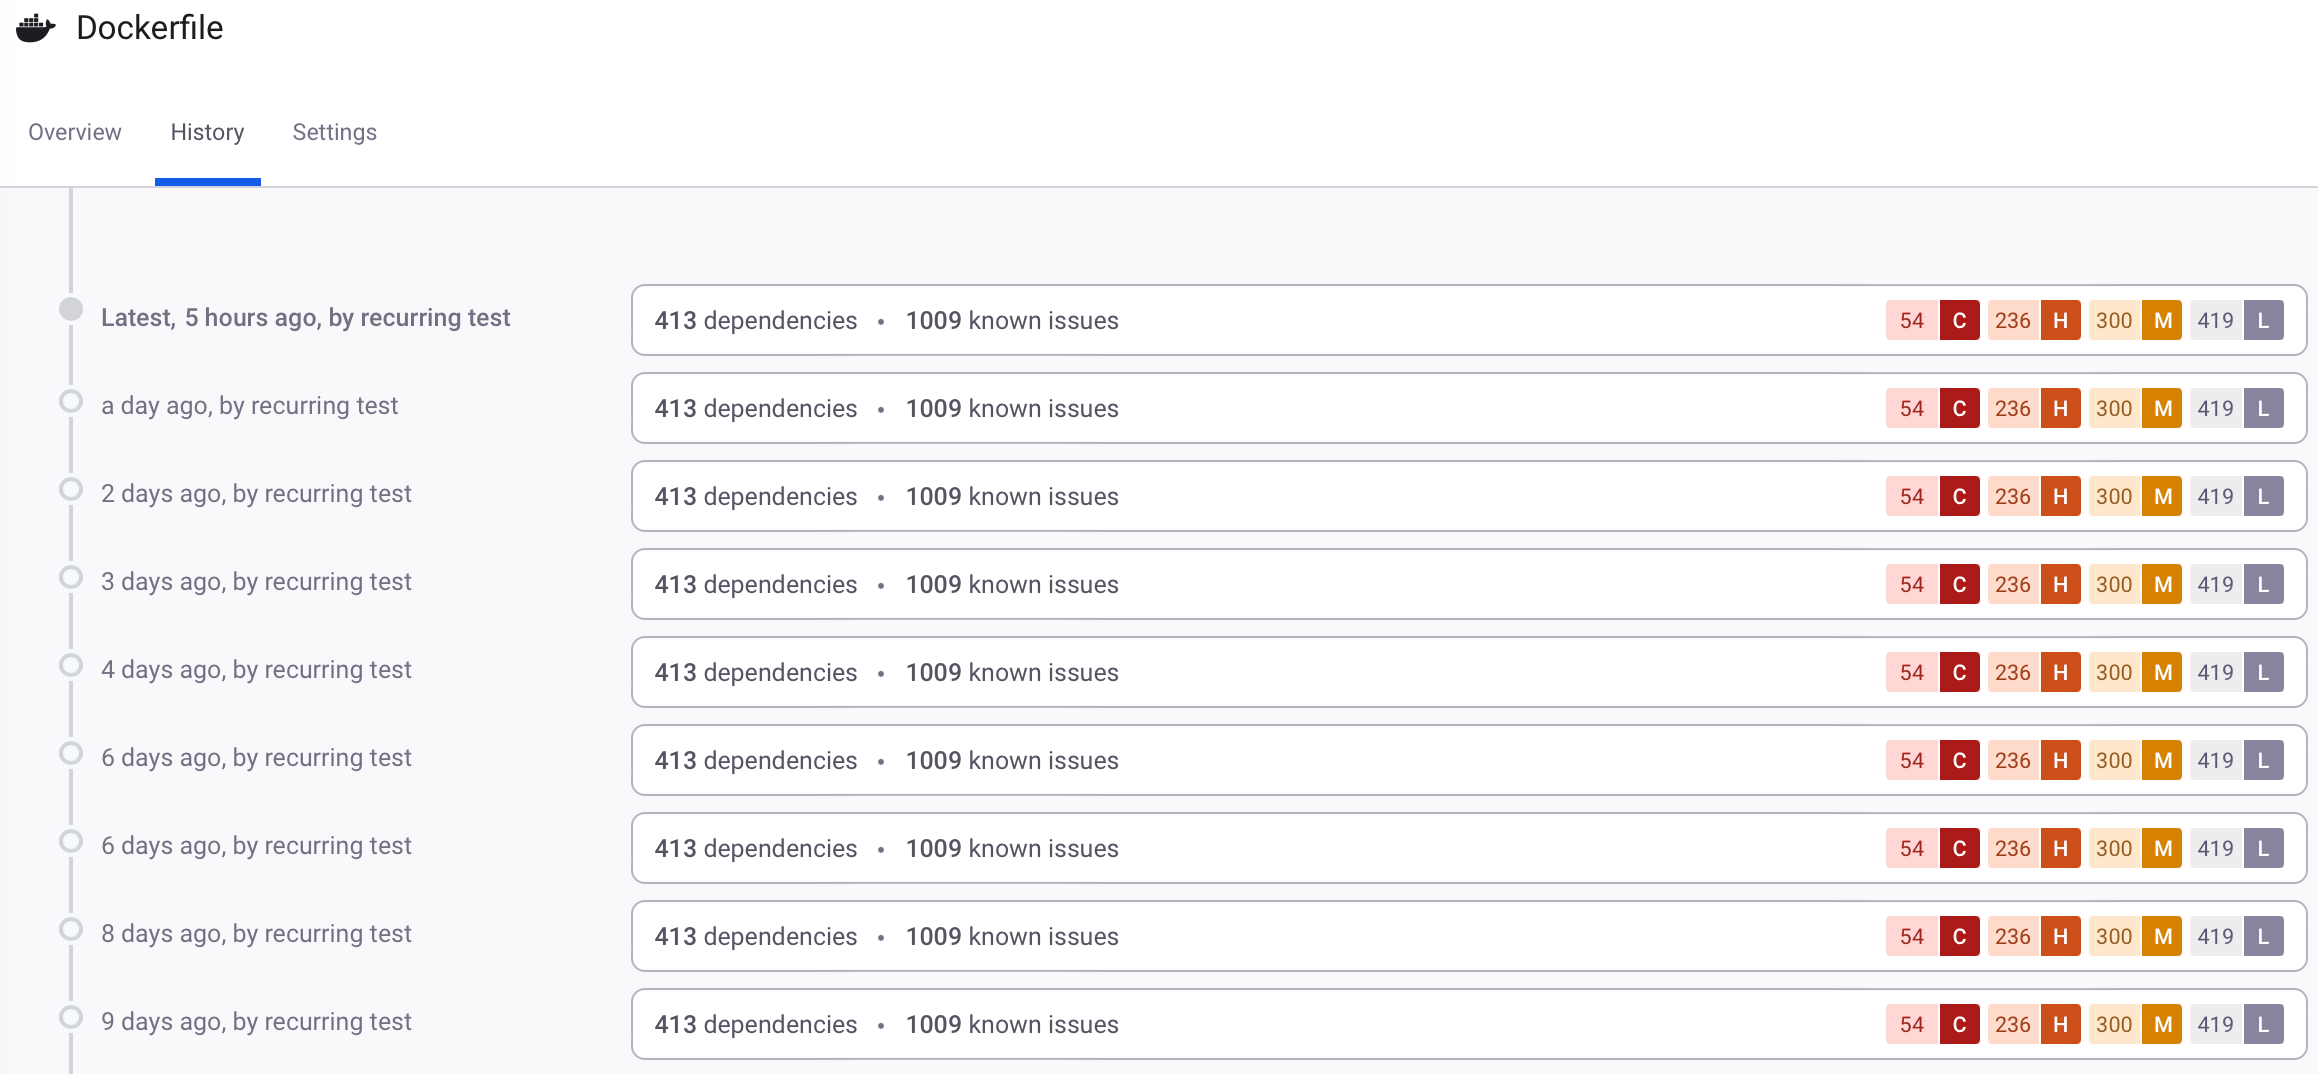 Dockerfile
Overview History Settings
Latest, 5 hours ago, by recurring test 413 dependencies • 1009 known issues 54 C 236 H 300 M 419 L
a day ago, by recurring test 413 dependencies • 1009 known issues 54 C 236 H 300 M 419 L
2 days ago, by recurring test 413 dependencies • 1009 known issues 54 C 236 H 300 M 419 L
3 days ago, by recurring test 413 dependencies • 1009 known issues 54 C 236 H 300 M 419 L
4 days ago, by recurring test 413 dependencies • 1009 known issues 54 C 236 H 300 M 419 L
6 days ago, by recurring test 413 dependencies • 1009 known issues 54 C 236 H 300 M 419 L
6 days ago, by recurring test 413 dependencies • 1009 known issues 54 C 236 H 300 M 419 L
8 days ago, by recurring test 413 dependencies • 1009 known issues 54 C 236 H 300 M 419 L
9 days ago, by recurring test 413 dependencies • 1009 known issues 54 C 236 H 300 M 419 L